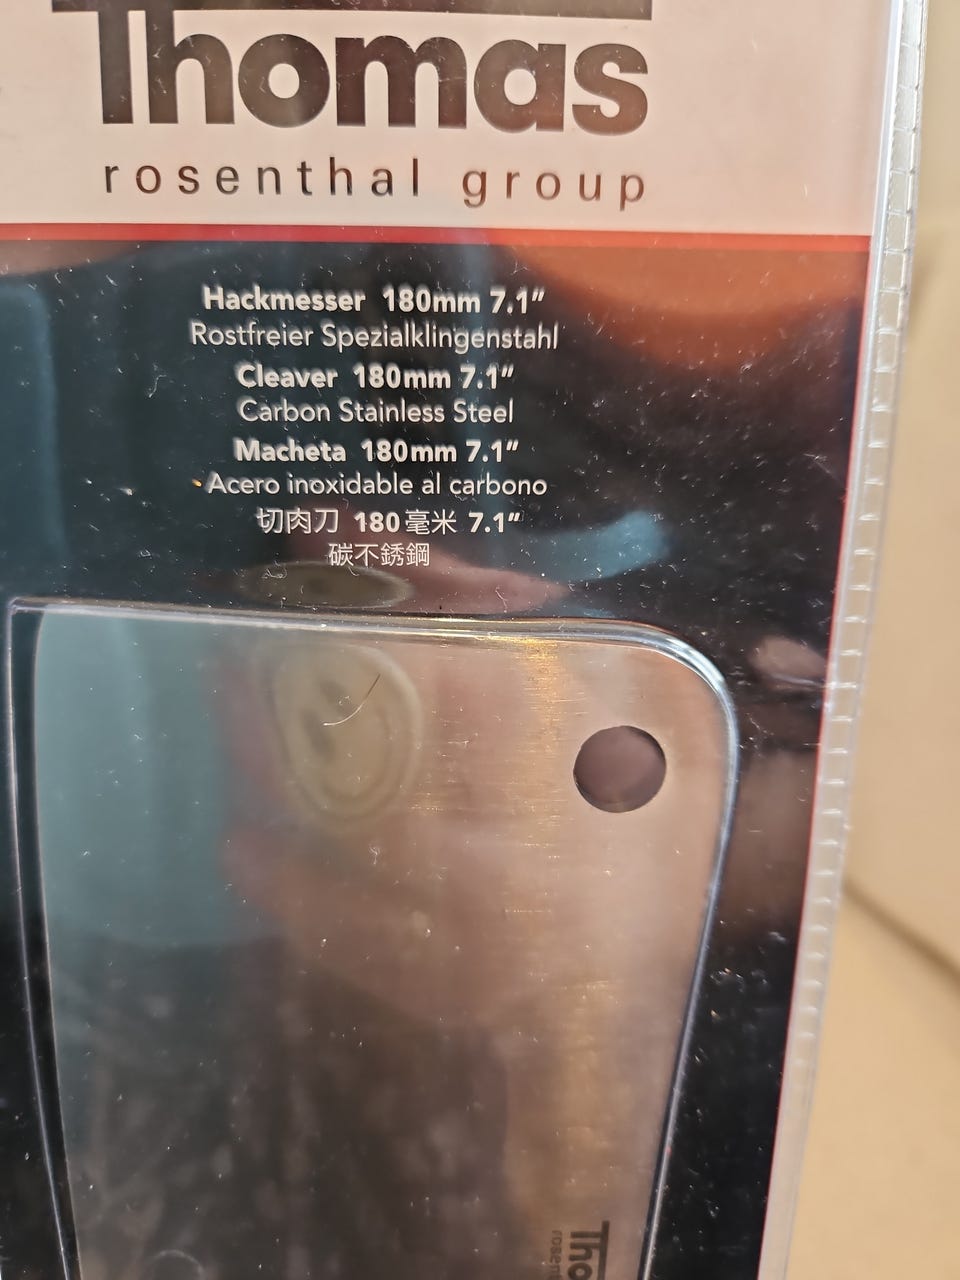 Thomas
rosenthal group
Hackmesser 180mm 7.1”
Rostfreier Spezialklingenstahl
Cleaver 180mm 7.1”
Carbon Stainless Steel
Macheta 180mm 7.1”
Acero inoxidable al carbono
切肉刀 180毫米 7.1”
碳不銹鋼
Tho
rosent